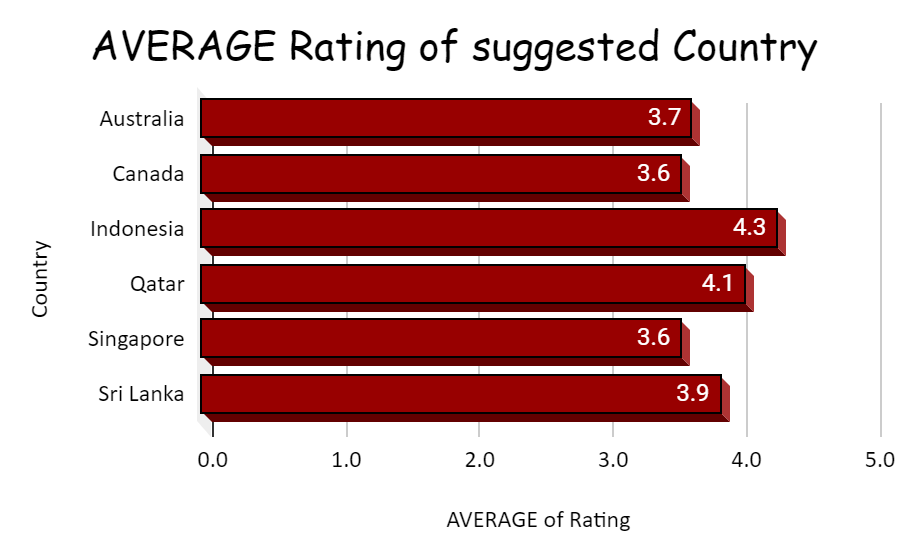 AVERAGE Rating of suggested Country
Country
Australia 3.7
Canada 3.6
Indonesia 4.3
Qatar 4.1
Singapore 3.6
Sri Lanka 3.9
0.0 1.0 2.0 3.0 4.0 5.0
AVERAGE of Rating